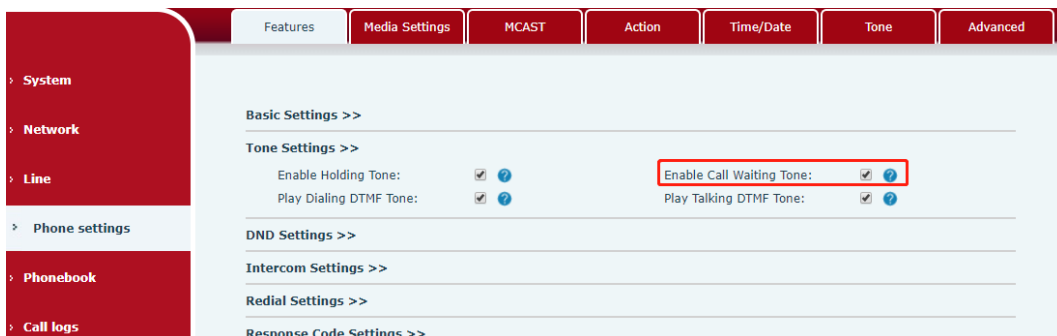 Features Media Settings MCAST Action Time/Date Tone Advanced
› System
› Network
› Line
› Phone settings
› Phonebook
› Call logs
Basic Settings >>
Tone Settings >>
Enable Holding Tone: ? Enable Call Waiting Tone: ?
Play Dialing DTMF Tone: ? Play Talking DTMF Tone: ?
DND Settings >>
Intercom Settings >>
Redial Settings >>
Response Code Settings >>